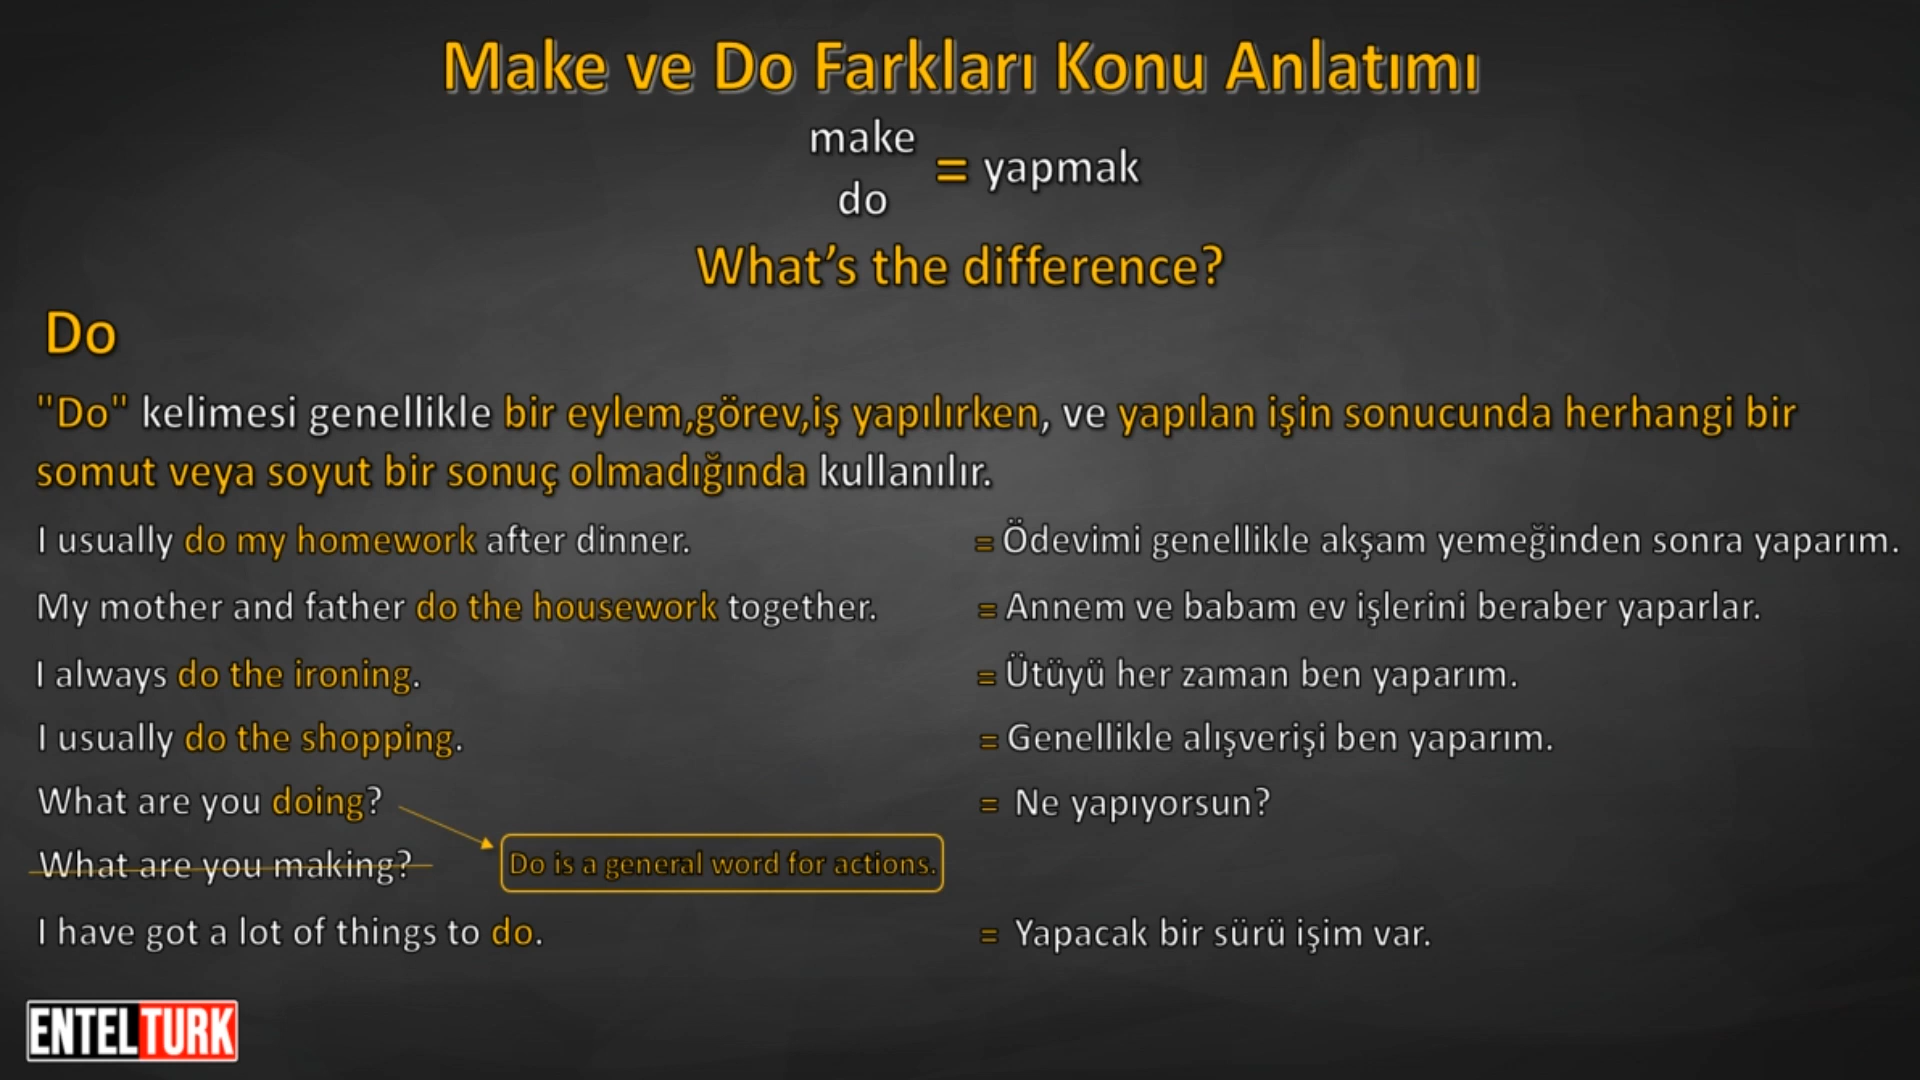 Make ve Do Farkları Konu Anlatımı
make
do
= yapmak
What's the difference?
Do
"Do" kelimesi genellikle bir eylem,görev,iş yapılırken, ve yapılan işin sonucunda herhangi bir
somut veya soyut bir sonuç olmadığında kullanılır.
I usually do my homework after dinner. = Ödevimi genellikle akşam yemeğinden sonra yaparım.
My mother and father do the housework together. = Annem ve babam ev işlerini beraber yaparlar.
I always do the ironing. = Ütüyü her zaman ben yaparım.
I usually do the shopping. = Genellikle alışverişi ben yaparım.
What are you doing? = Ne yapıyorsun?
What are you making? Do is a general word for actions.
I have got a lot of things to do. = Yapacak bir sürü işim var.
ENTELTURK